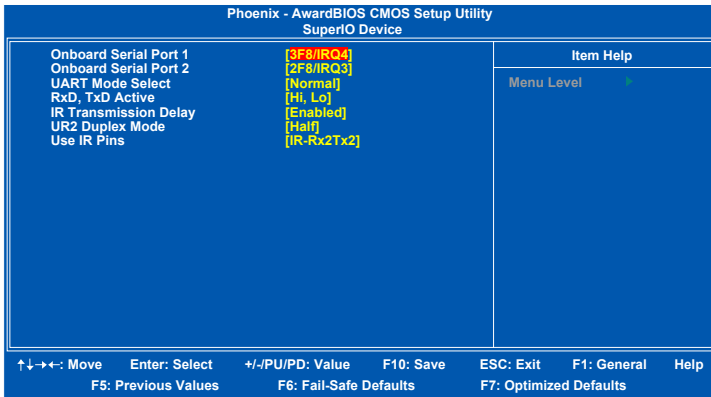 Phoenix - AwardBIOS CMOS Setup Utility
SuperIO Device
Onboard Serial Port 1 [3F8/IRQ4]
Onboard Serial Port 2 [2F8/IRQ3]
UART Mode Select [Normal]
RxD, TxD Active [Hi, Lo]
IR Transmission Delay [Enabled]
UR2 Duplex Mode [Half]
Use IR Pins [IR-Rx2Tx2]
Item Help
Menu Level
↑↓→←: Move Enter: Select +/-/PU/PD: Value F10: Save ESC: Exit F1: General Help
F5: Previous Values F6: Fail-Safe Defaults F7: Optimized Defaults